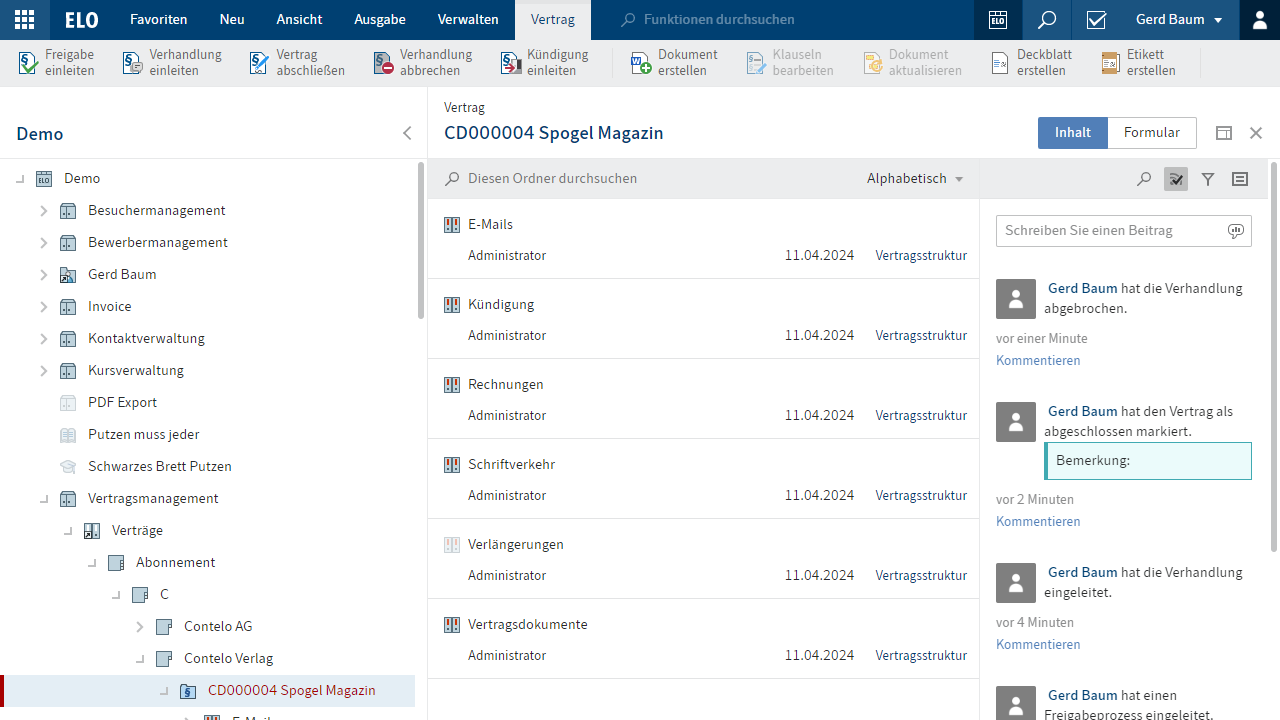 ELO Favoriten Neu Ansicht Ausgabe Verwalten Vertrag Funktionen durchsuchen ELO Gerd Baum
Freigabe einleiten
Verhandlung einleiten
Vertrag abschließen
Verhandlung abbrechen
Kündigung einleiten
Dokument erstellen
Klauseln bearbeiten
Dokument aktualisieren
Deckblatt erstellen
Etikett erstellen
Demo
Demo
Besuchermanagement
Bewerbermanagement
Gerd Baum
Invoice
Kontaktverwaltung
Kursverwaltung
PDF Export
Putzen muss jeder
Schwarzes Brett Putzen
Vertragsmanagement
Verträge
Abonnement
C
Contelo AG
Contelo Verlag
CD000004 Spogel Magazin
Vertrag
CD000004 Spogel Magazin
Inhalt Formular
Diesen Ordner durchsuchen Alphabetisch
E-Mails
Administrator 11.04.2024 Vertragsstruktur
Kündigung
Administrator 11.04.2024 Vertragsstruktur
Rechnungen
Administrator 11.04.2024 Vertragsstruktur
Schriftverkehr
Administrator 11.04.2024 Vertragsstruktur
Verlängerungen
Administrator 11.04.2024 Vertragsstruktur
Vertragsdokumente
Administrator 11.04.2024 Vertragsstruktur
Schreiben Sie einen Beitrag
Gerd Baum hat die Verhandlung
abgebrochen.
vor einer Minute
Kommentieren
Gerd Baum hat den Vertrag als
abgeschlossen markiert.
Bemerkung:
vor 2 Minuten
Kommentieren
Gerd Baum hat die Verhandlung
eingeleitet.
vor 4 Minuten
Kommentieren
Gerd Baum hat einen
Freigabeprozess eingeleitet.